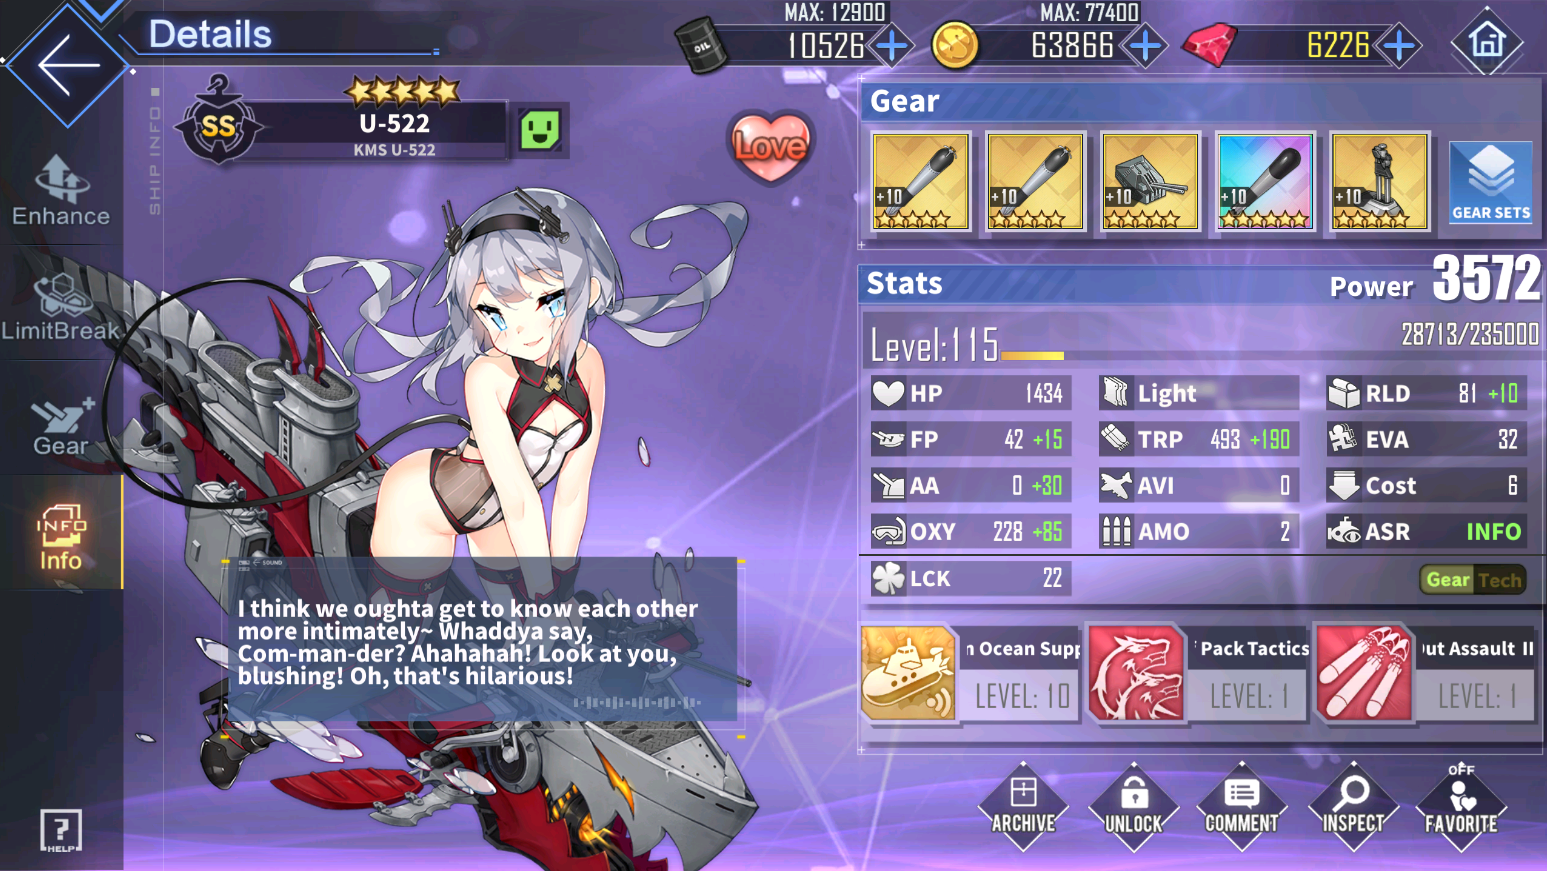 Details
MAX: 12900
10526
MAX: 77400
63866
6226
OIL
SHIP INFO
SS
U-522
KMS U-522
Love
Enhance
LimitBreak
Gear
INFO
Info
HELP
I think we oughta get to know each other
more intimately~ Whaddya say,
Com-man-der? Ahahahah! Look at you,
blushing! Oh, that's hilarious!
SOUND
Gear
+10
+10
+10
+10
+10
GEAR SETS
Stats
Power 3572
Level:115
28713/235000
HP 1434
Light
RLD 81 +10
FP 42 +15
TRP 493 +190
EVA 32
AA 0 +30
AVI 0
Cost 6
OXY 228 +85
AMO 2
ASR INFO
LCK 22
Gear Tech
n Ocean Supp
LEVEL: 10
Pack Tactics
LEVEL: 1
out Assault II
LEVEL: 1
ARCHIVE
UNLOCK
COMMENT
INSPECT
OFF
FAVORITE